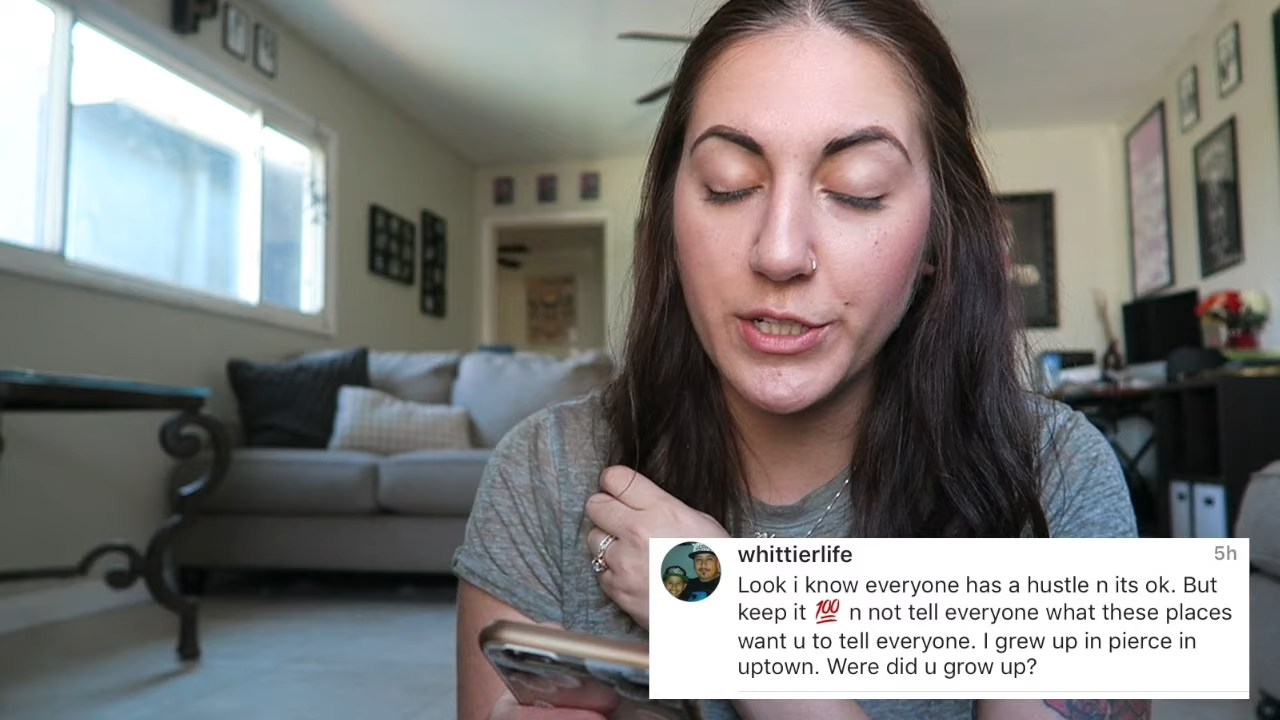 whittierlife 5h
Look i know everyone has a hustle n its ok. But
keep it 💯 n not tell everyone what these places
want u to tell everyone. I grew up in pierce in
uptown. Were did u grow up?